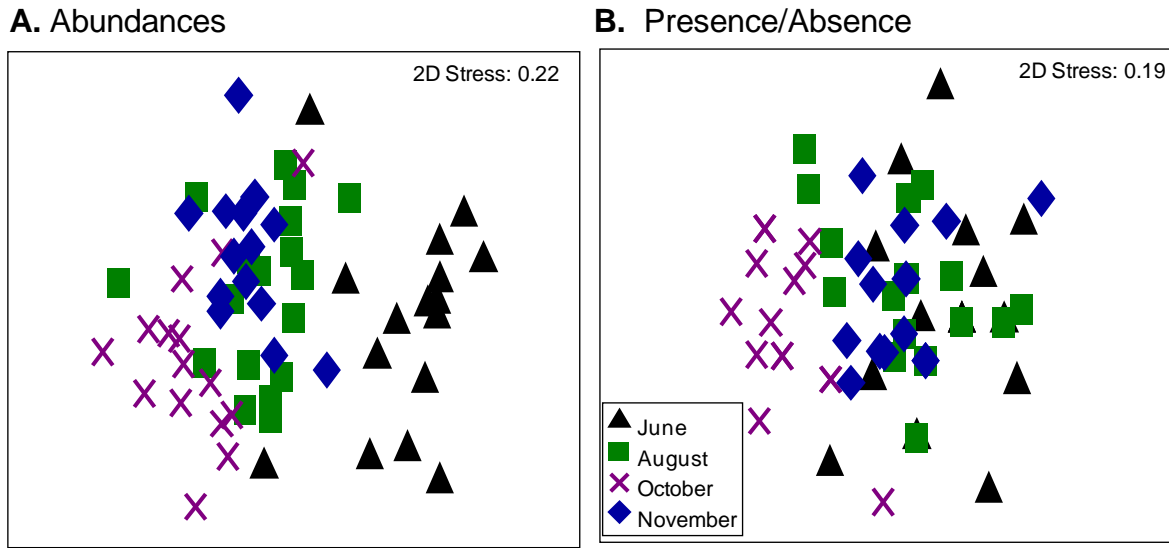 A. Abundances
B. Presence/Absence
2D Stress: 0.22
2D Stress: 0.19
June
August
October
November